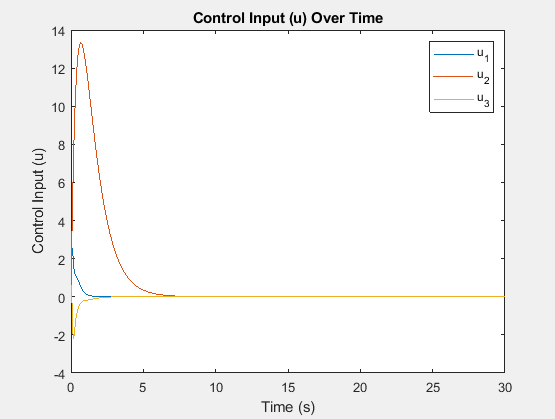 Control Input (u) Over Time
14
12
10
8
6
4
2
0
-2
-4
Control Input (u)
u1
u2
u3
0 5 10 15 20 25 30
Time (s)